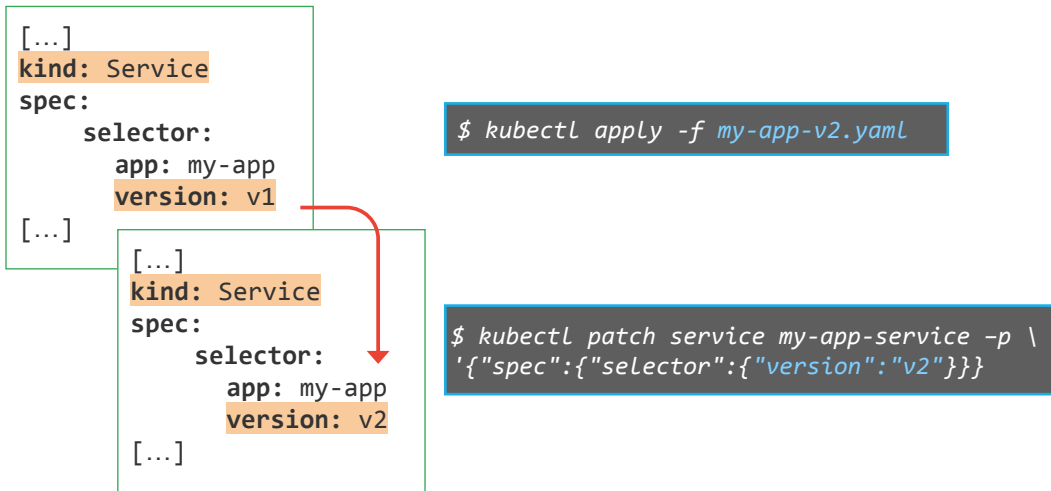 [...]
kind: Service
spec:
selector:
app: my-app
version: v1
[...]
$ kubectl apply -f my-app-v2.yaml
[...]
kind: Service
spec:
selector:
app: my-app
version: v2
[...]
$ kubectl patch service my-app-service –p \
'{"spec":{"selector":{"version":"v2"}}}